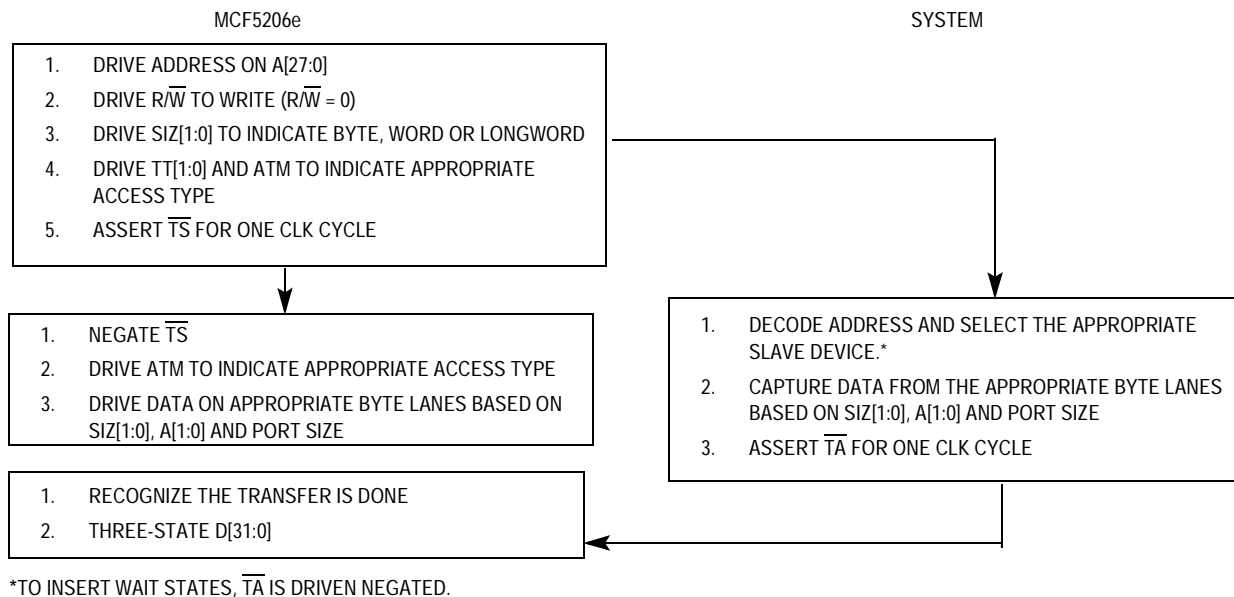 MCF5206e
SYSTEM
1. DRIVE ADDRESS ON A[27:0]
2. DRIVE R/W̅ TO WRITE (R/W̅ = 0)
3. DRIVE SIZ[1:0] TO INDICATE BYTE, WORD OR LONGWORD
4. DRIVE TT[1:0] AND ATM TO INDICATE APPROPRIATE
ACCESS TYPE
5. ASSERT T̅S̅ FOR ONE CLK CYCLE
1. NEGATE T̅S̅
2. DRIVE ATM TO INDICATE APPROPRIATE ACCESS TYPE
3. DRIVE DATA ON APPROPRIATE BYTE LANES BASED ON
SIZ[1:0], A[1:0] AND PORT SIZE
1. DECODE ADDRESS AND SELECT THE APPROPRIATE
SLAVE DEVICE.*
2. CAPTURE DATA FROM THE APPROPRIATE BYTE LANES
BASED ON SIZ[1:0], A[1:0] AND PORT SIZE
3. ASSERT T̅A̅ FOR ONE CLK CYCLE
1. RECOGNIZE THE TRANSFER IS DONE
2. THREE-STATE D[31:0]
*TO INSERT WAIT STATES, T̅A̅ IS DRIVEN NEGATED.